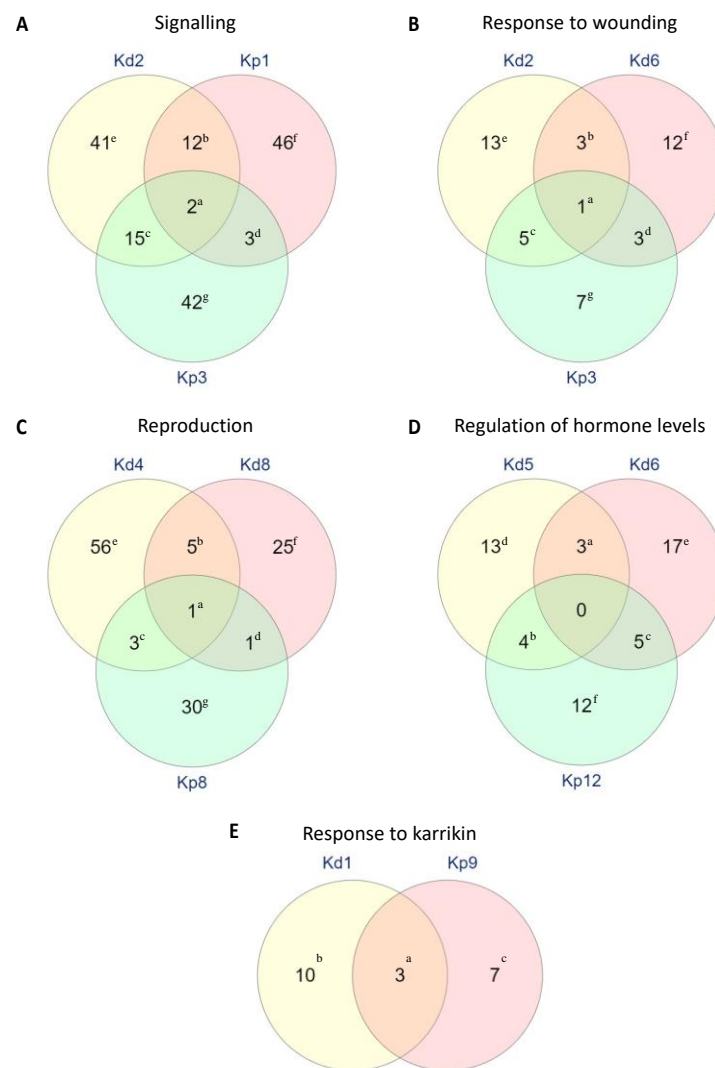 A Signalling
Kd2 Kp1
41e 12b 46f
2a
15c 3d
42g
Kp3
B Response to wounding
Kd2 Kd6
13e 3b 12f
1a
5c 3d
7g
Kp3
C Reproduction
Kd4 Kd8
56e 5b 25f
1a
3c 1d
30g
Kp8
D Regulation of hormone levels
Kd5 Kd6
13d 3a 17e
0
4b 5c
12f
Kp12
E Response to karrikin
Kd1 Kp9
10b 3a 7c